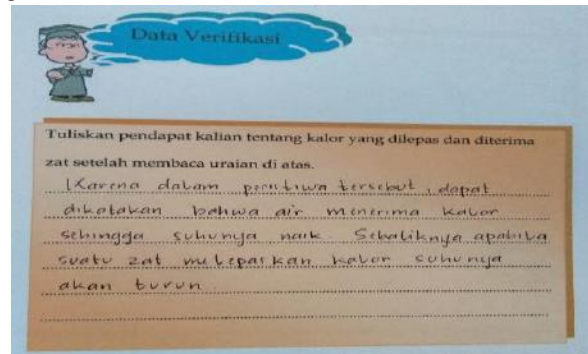 Data Verifikasi
Tuliskan pendapat kalian tentang kalor yang dilepas dan diterima
zat setelah membaca uraian di atas.
Karena dalam peristiwa tersebut, dapat
dikatakan bahwa air menerima kalor
sehingga suhunya naik. Sebaliknya apabila
suatu zat melepaskan kalor suhunya
akan turun